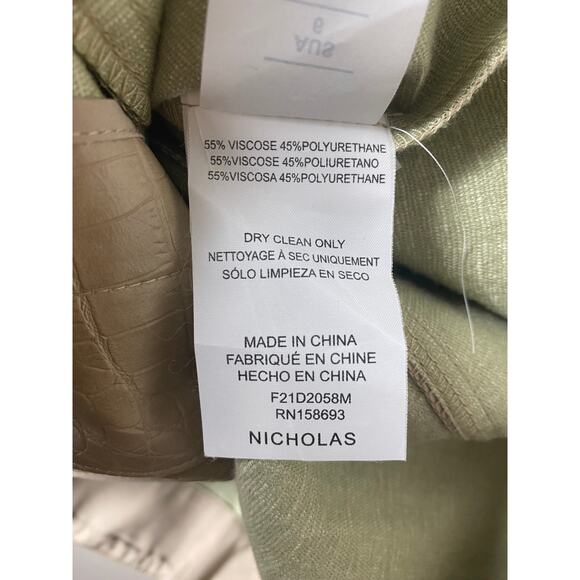 6
AUS
55% VISCOSE 45%POLYURETHANE
55%VISCOSE 45%POLIURETANO
55%VISCOSA 45%POLYURETHANE
DRY CLEAN ONLY
NETTOYAGE À SEC UNIQUEMENT
SÓLO LIMPIEZA EN SECO
MADE IN CHINA
FABRIQUÉ EN CHINE
HECHO EN CHINA
F21D2058M
RN158693
NICHOLAS